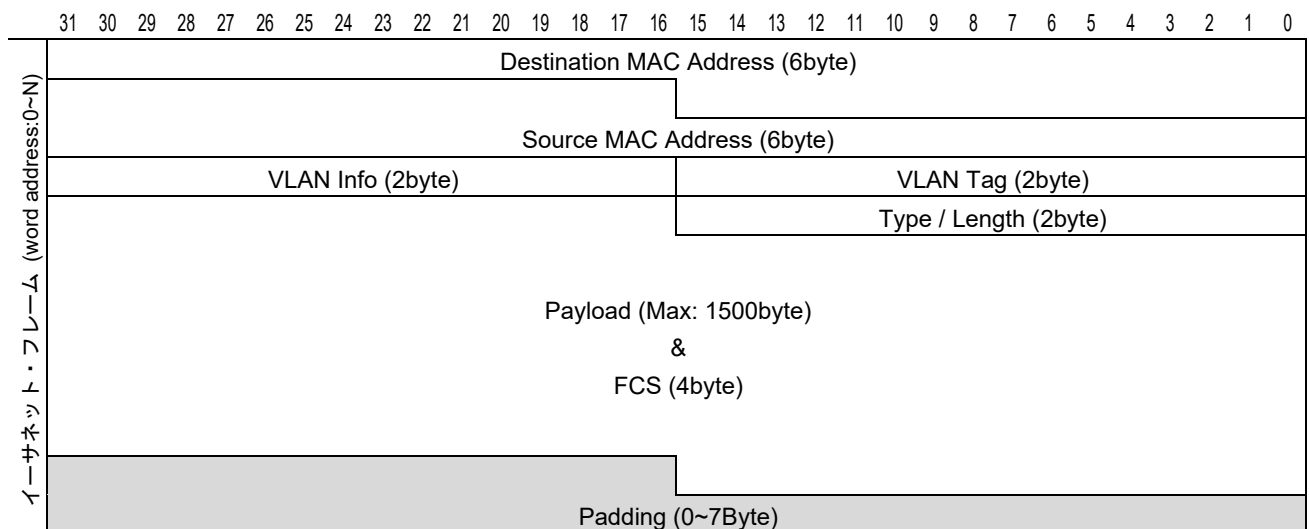 31 30 29 28 27 26 25 24 23 22 21 20 19 18 17 16 15 14 13 12 11 10 9 8 7 6 5 4 3 2 1 0
イーサネット・フレーム (word address:0~N)
Destination MAC Address (6byte)
Source MAC Address (6byte)
VLAN Info (2byte) VLAN Tag (2byte)
Type / Length (2byte)
Payload (Max: 1500byte)
&
FCS (4byte)
Padding (0~7Byte)